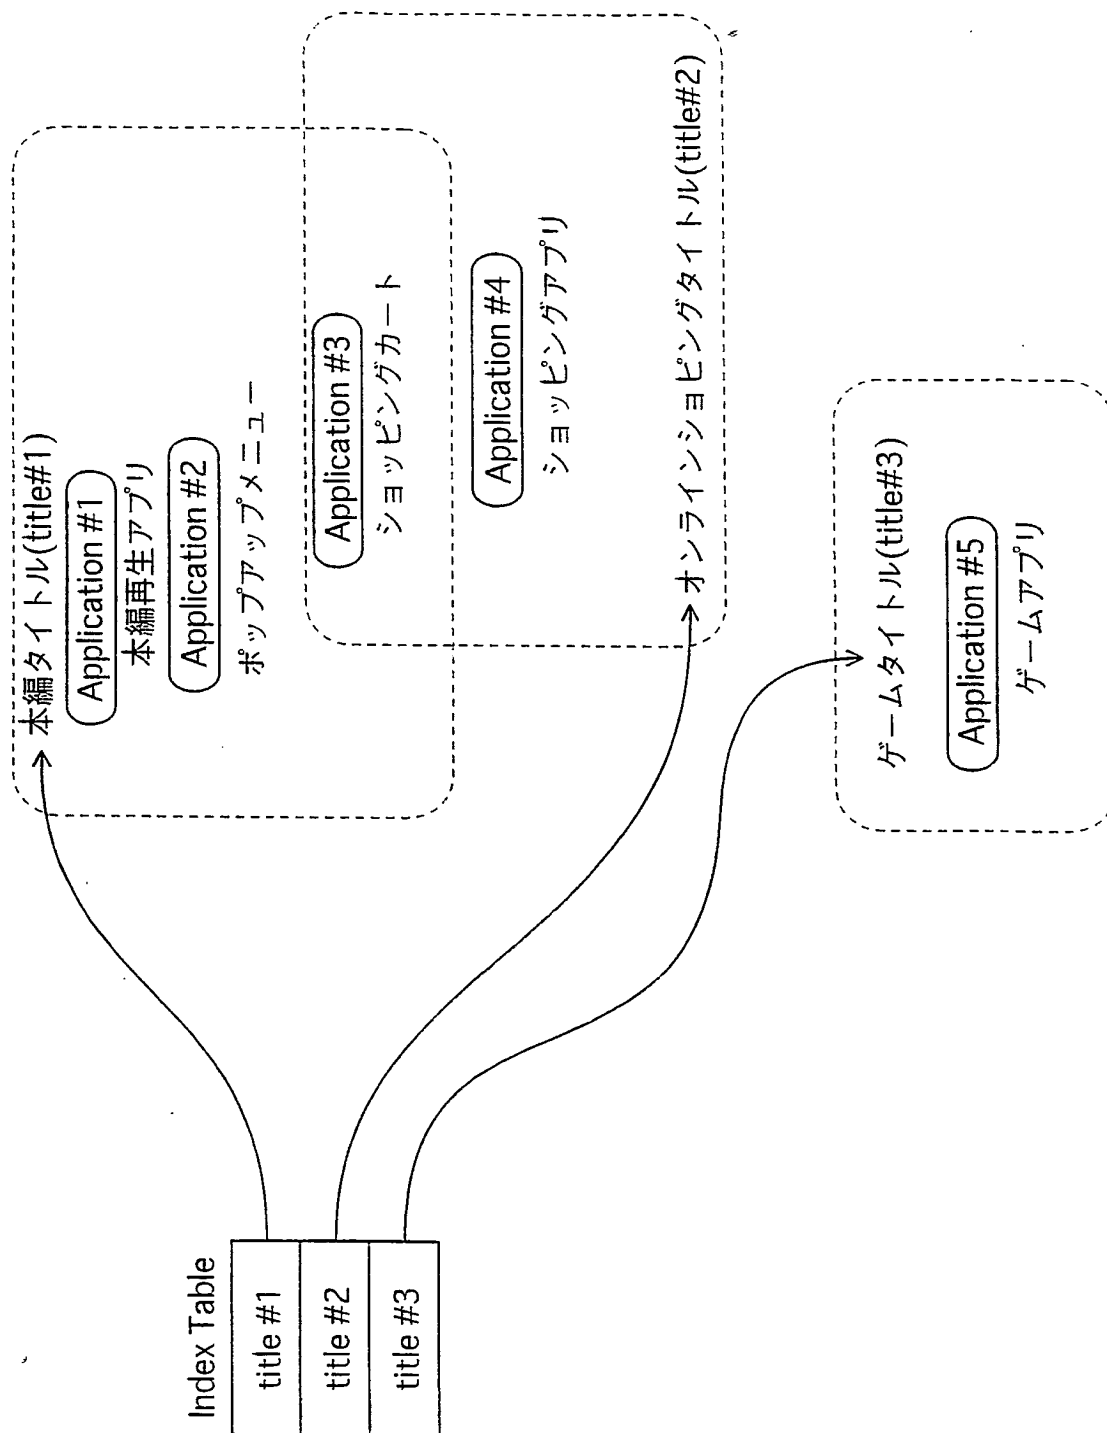 Index Table
title #1
title #2
title #3
本編タイトル(title#1)
Application #1
本編再生アプリ
Application #2
ポップアップメニュー
Application #3
ショッピングカート
Application #4
ショッピングアプリ
オンラインショピングタイトル(title#2)
ゲームタイトル(title#3)
Application #5
ゲームアプリ